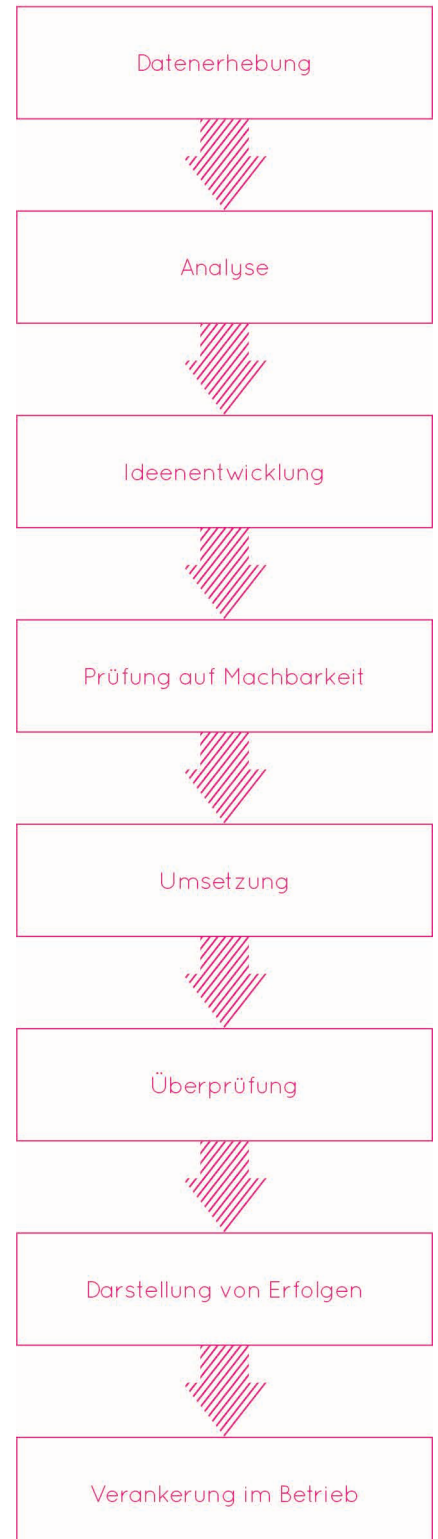 Datenerhebung
Analyse
Ideenentwicklung
Prüfung auf Machbarkeit
Umsetzung
Überprüfung
Darstellung von Erfolgen
Verankerung im Betrieb